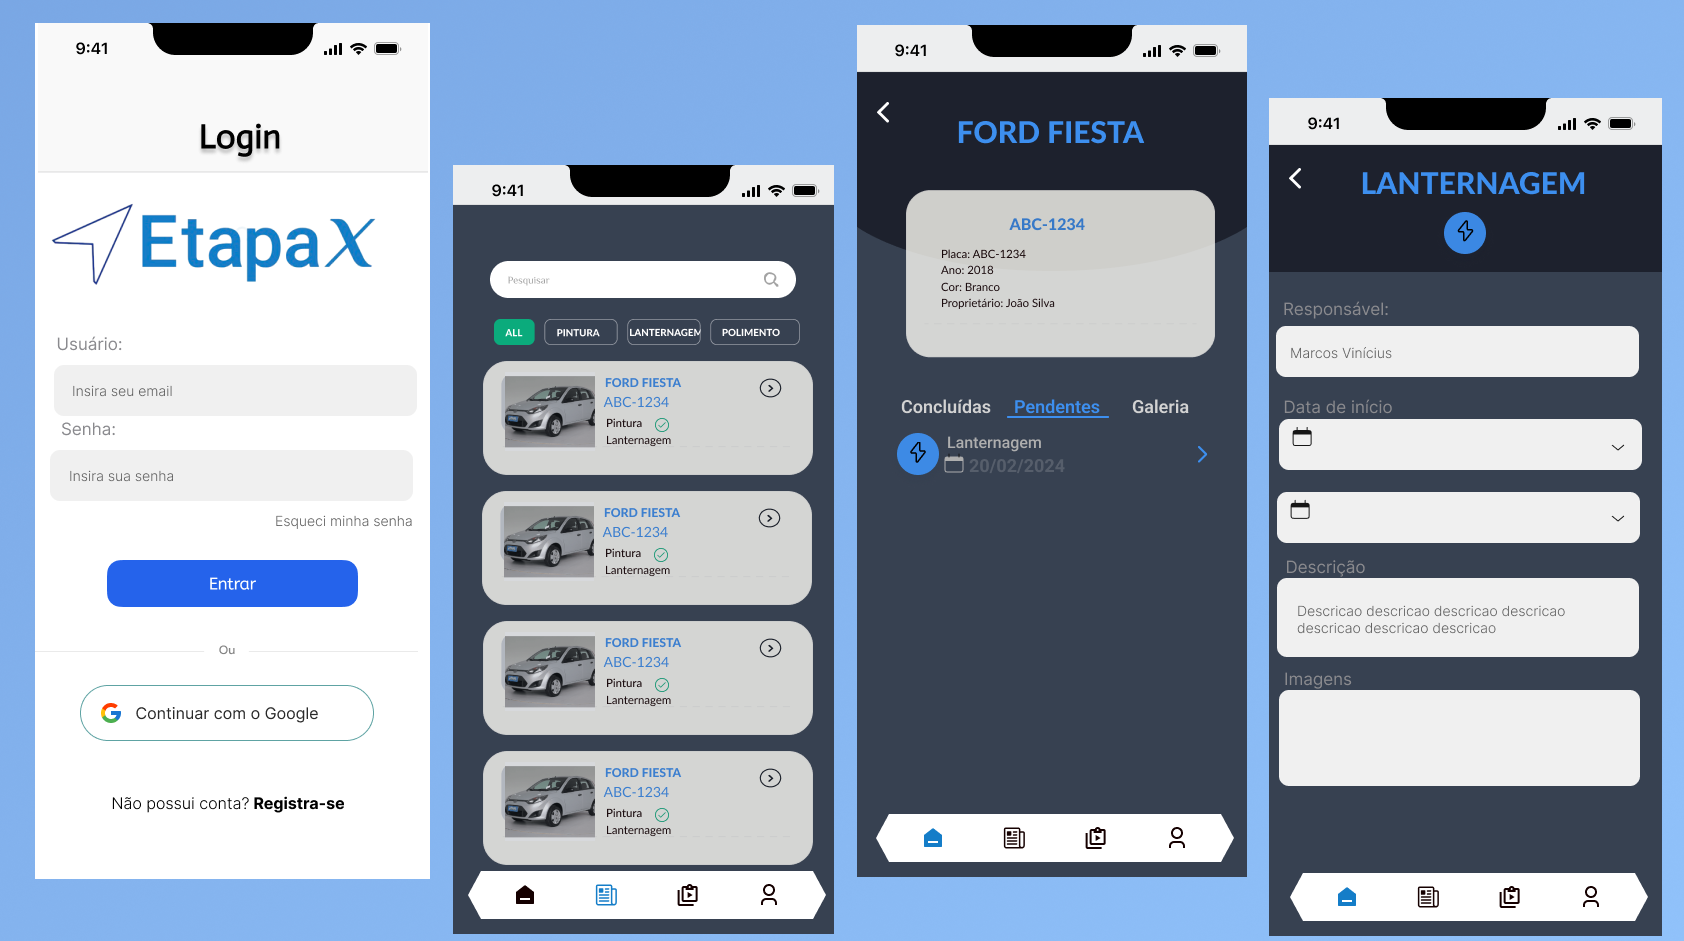 9:41
Login
EtapaX
Usuário:
Insira seu email
Senha:
Insira sua senha
Esqueci minha senha
Entrar
Ou
Continuar com o Google
Não possui conta? Registra-se
9:41
Pesquisar
ALL PINTURA LANTERNAGEM POLIMENTO
FORD FIESTA
ABC-1234
Pintura
Lanternagem
FORD FIESTA
ABC-1234
Pintura
Lanternagem
FORD FIESTA
ABC-1234
Pintura
Lanternagem
FORD FIESTA
ABC-1234
Pintura
Lanternagem
9:41
FORD FIESTA
ABC-1234
Placa: ABC-1234
Ano: 2018
Cor: Branco
Proprietário: João Silva
Concluídas Pendentes Galeria
Lanternagem
20/02/2024
9:41
LANTERNAGEM
Responsável:
Marcos Vinícius
Data de início
Descrição
Descricao descricao descricao descricao
descricao descricao descricao
Imagens